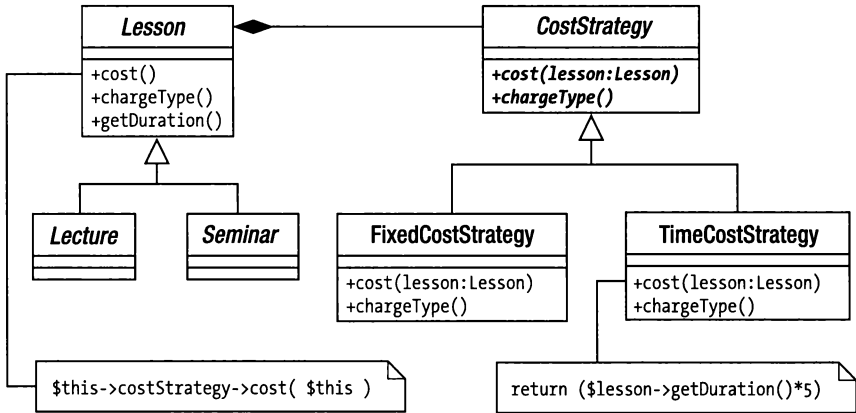 Lesson
+cost()
+chargeType()
+getDuration()
CostStrategy
+cost(lesson:Lesson)
+chargeType()
Lecture
Seminar
FixedCostStrategy
+cost(lesson:Lesson)
+chargeType()
TimeCostStrategy
+cost(lesson:Lesson)
+chargeType()
$this->costStrategy->cost( $this )
return ($lesson->getDuration()*5)